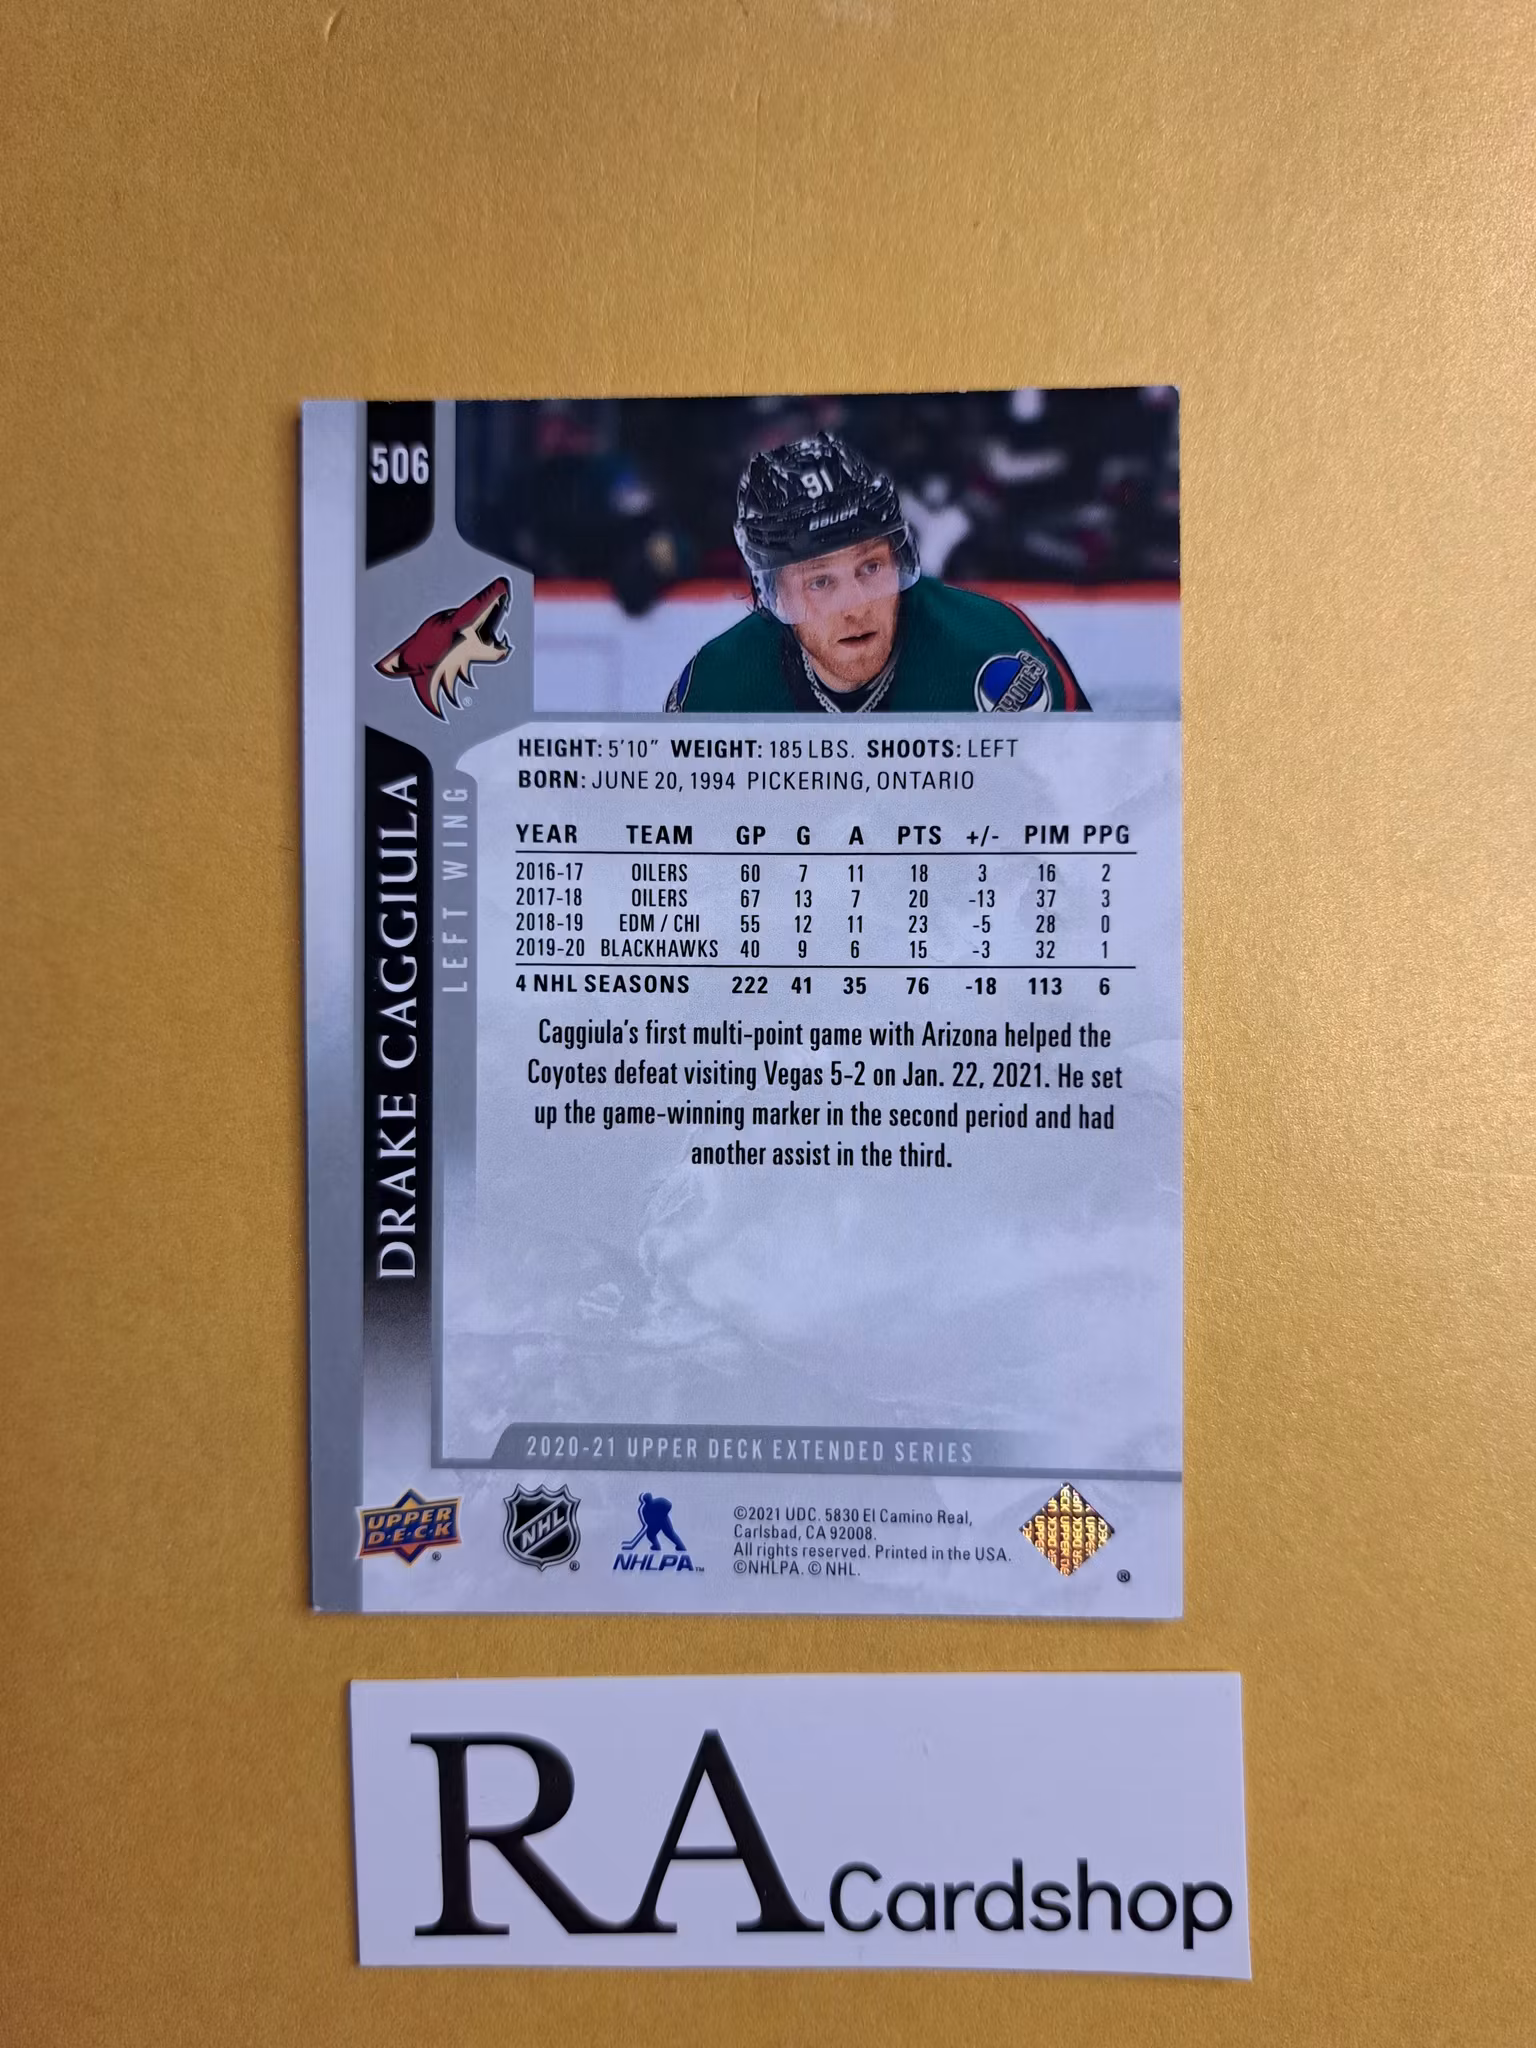 506
91
BAUER
COYOTES
HEIGHT: 5'10" WEIGHT: 185 LBS. SHOOTS: LEFT
BORN: JUNE 20, 1994 PICKERING, ONTARIO
DRAKE CAGGIULA
LEFT WING
YEAR TEAM GP G A PTS +/- PIM PPG
2016-17 OILERS 60 7 11 18 3 16 2
2017-18 OILERS 67 13 7 20 -13 37 3
2018-19 EDM / CHI 55 12 11 23 -5 28 0
2019-20 BLACKHAWKS 40 9 6 15 -3 32 1
4 NHL SEASONS 222 41 35 76 -18 113 6
Caggiula's first multi-point game with Arizona helped the
Coyotes defeat visiting Vegas 5-2 on Jan. 22, 2021. He set
up the game-winning marker in the second period and had
another assist in the third.
2020-21 UPPER DECK EXTENDED SERIES
UPPER
D·E·C·K
®
NHL
®
NHLPA™
©2021 UDC. 5830 El Camino Real,
Carlsbad, CA 92008.
All rights reserved. Printed in the USA.
©NHLPA. © NHL.
®
RA Cardshop